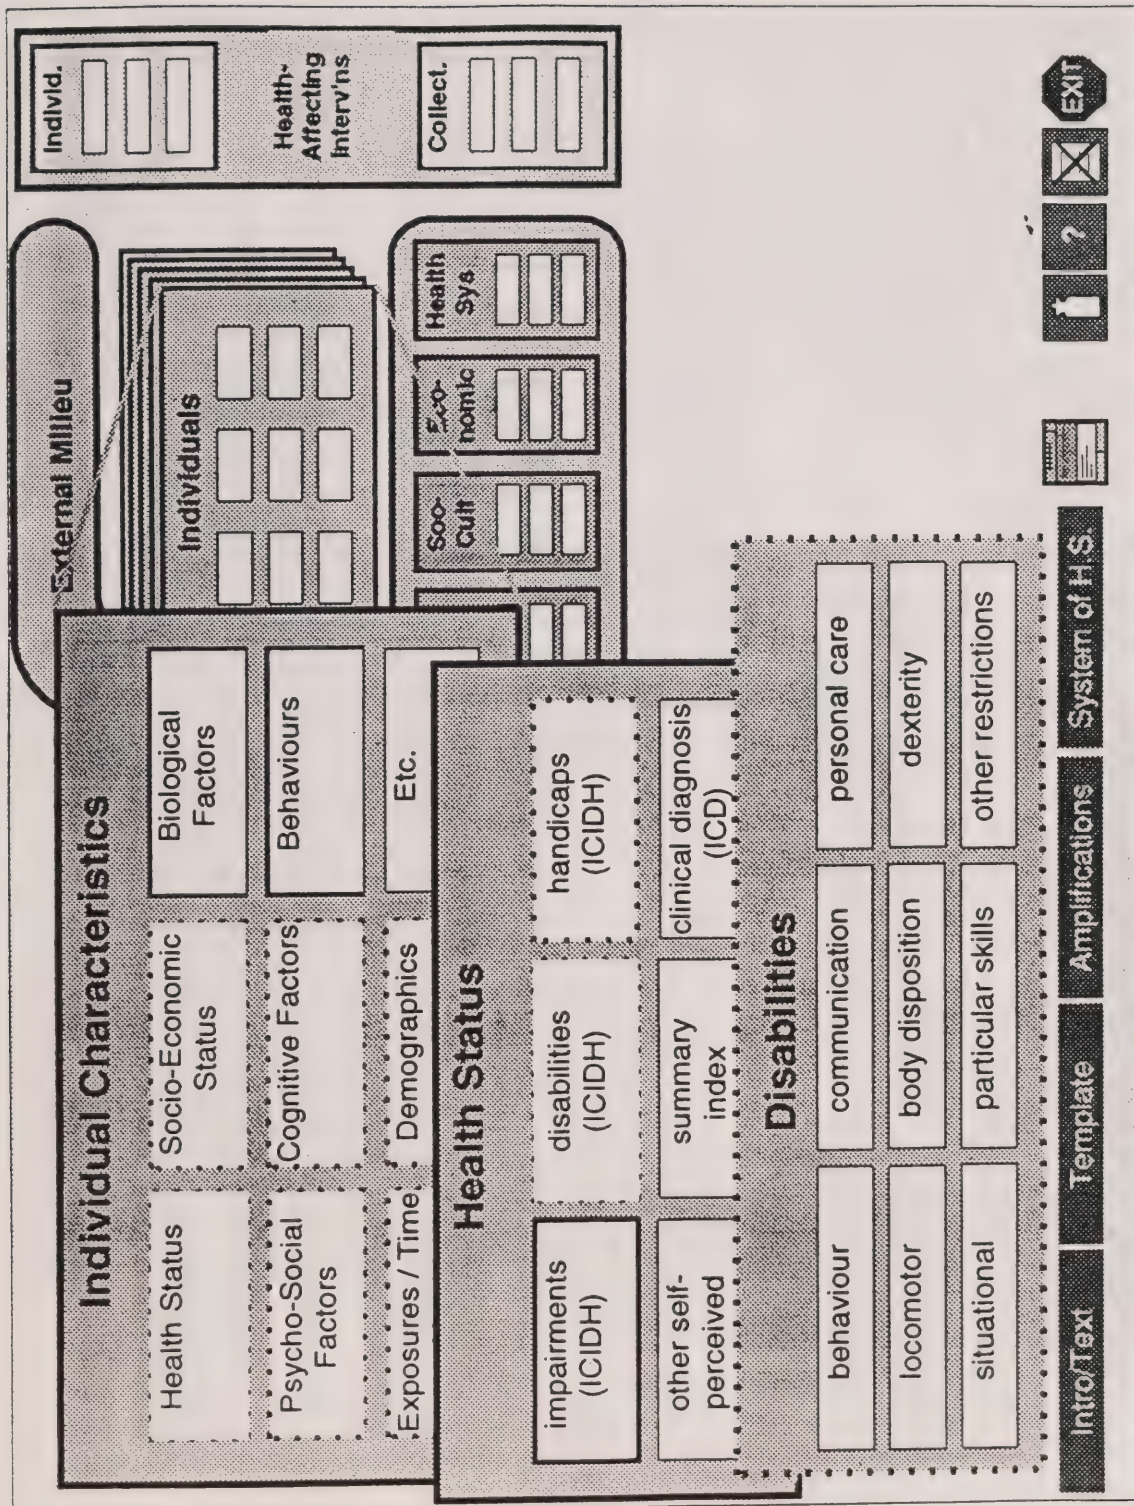 External Milieu
Individuals
Soc-
Cult
Eco-
nomic
Health
Sys
Individ.
Health-
Affecting
Interv'ns
Collect.
Individual Characteristics
Health Status
Socio-Economic
Status
Biological
Factors
Psycho-Social
Factors
Cognitive Factors
Behaviours
Exposures / Time
Demographics
Etc.
Health Status
impairments
(ICIDH)
disabilities
(ICIDH)
handicaps
(ICIDH)
other self-
perceived
summary
index
clinical diagnosis
(ICD)
Disabilities
behaviour
communication
personal care
locomotor
body disposition
dexterity
situational
particular skills
other restrictions
Intro/Text
Template
Amplifications
System of H.S.
?
EXIT